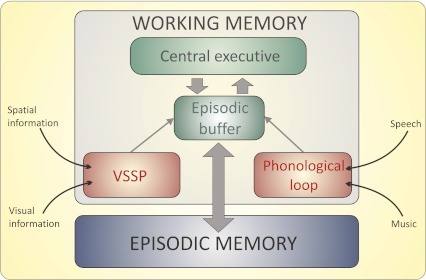 WORKING MEMORY
Central executive
Episodic
buffer
Spatial
information
Speech
VSSP
Phonological
loop
Visual
information
Music
EPISODIC MEMORY